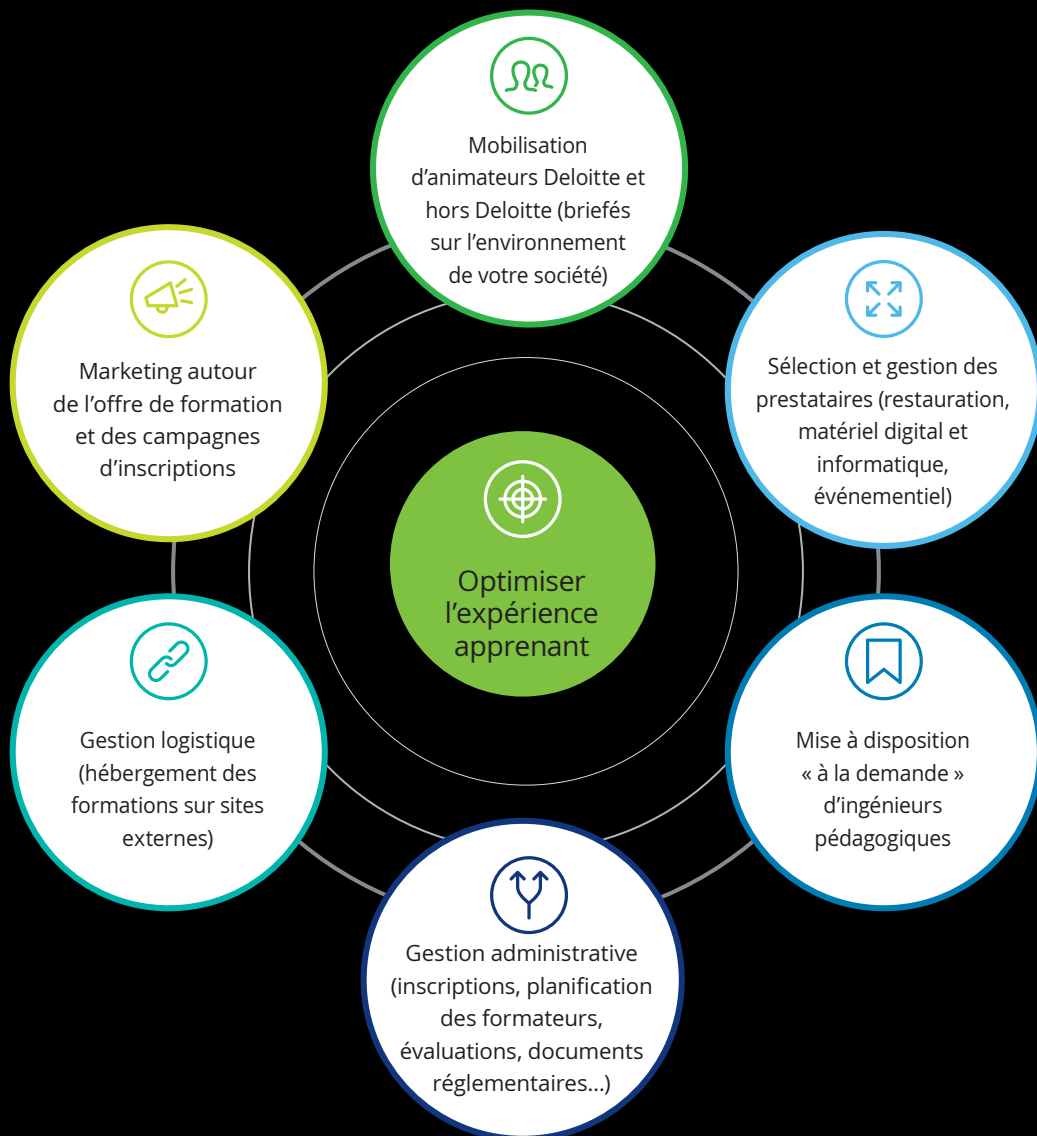 Mobilisation
d’animateurs Deloitte et
hors Deloitte (briefés
sur l’environnement
de votre société)
Marketing autour
de l’offre de formation
et des campagnes
d’inscriptions
Sélection et gestion des
prestataires (restauration,
matériel digital et
informatique,
événementiel)
Optimiser
l’expérience
apprenant
Gestion logistique
(hébergement des
formations sur sites
externes)
Mise à disposition
« à la demande »
d’ingénieurs
pédagogiques
Gestion administrative
(inscriptions, planification
des formateurs,
évaluations, documents
réglementaires...)